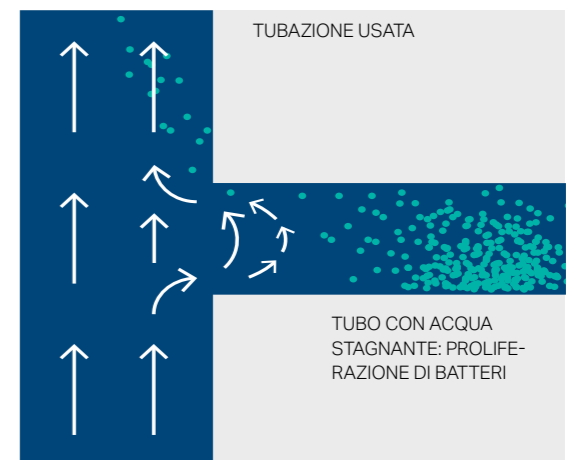 TUBAZIONE USATA
TUBO CON ACQUA
STAGNANTE: PROLIFE-
RAZIONE DI BATTERI